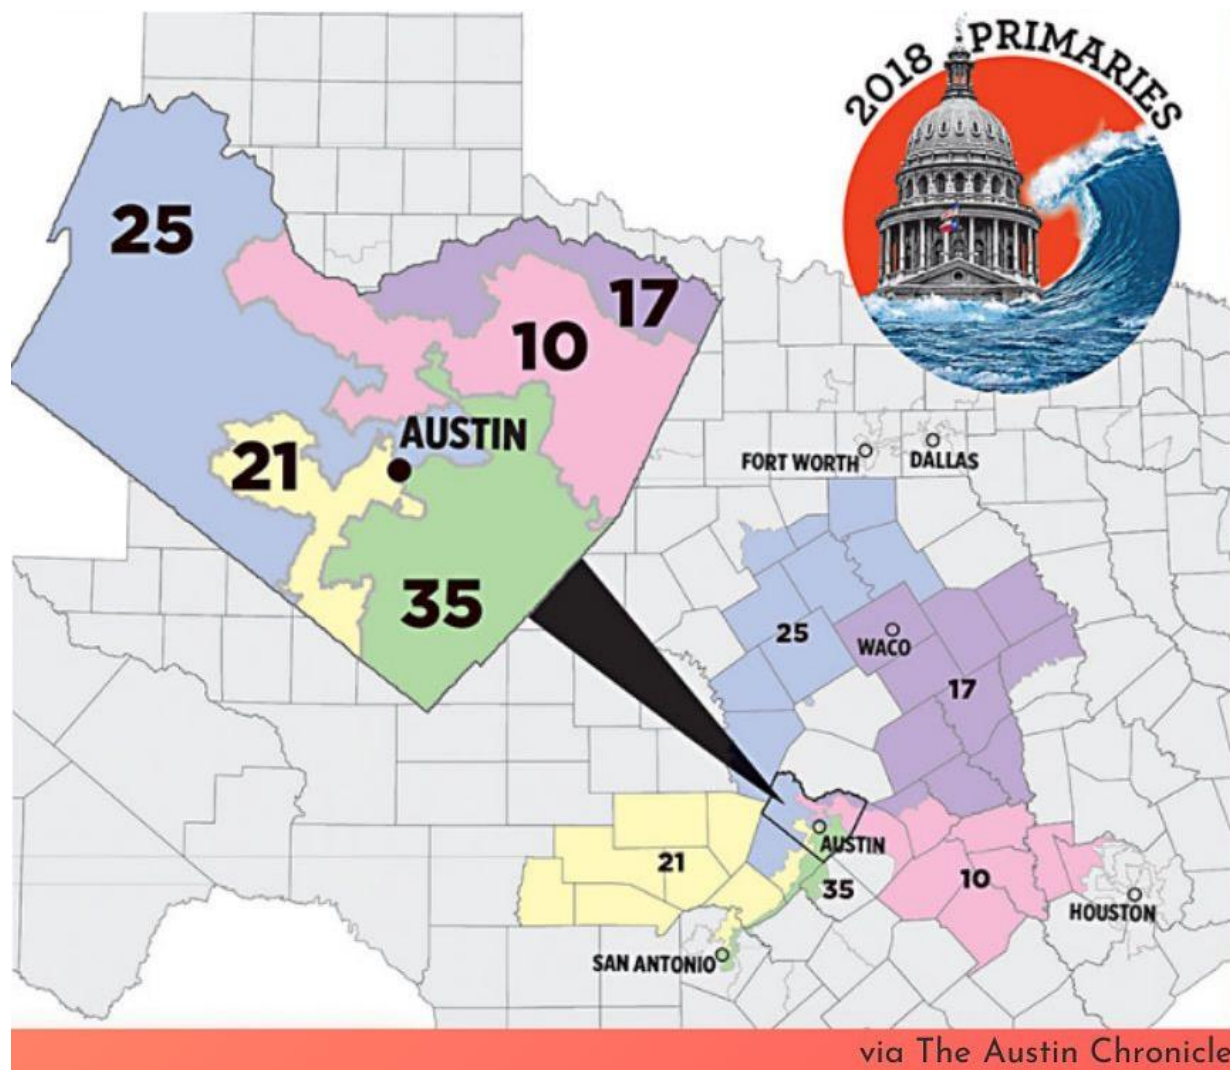 2018 PRIMARIES
25
17
10
AUSTIN
21
35
FORT WORTH
DALLAS
25
WACO
17
AUSTIN
21
35
10
HOUSTON
SAN ANTONIO
via The Austin Chronicle